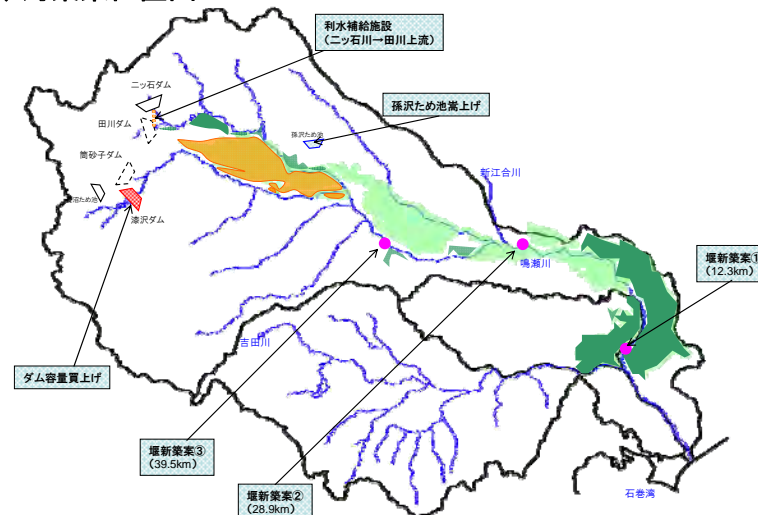 利水補給施設
(二ッ石川→田川上流)
二ッ石ダム
孫沢ため池嵩上げ
田川ダム
孫沢ため池
筒砂子ダム
新江合川
漆沢ダム
鳴瀬川
堰新築案①
(12.3km)
吉田川
ダム容量買上げ
堰新築案③
(39.5km)
堰新築案②
(28.9km)
石巻湾